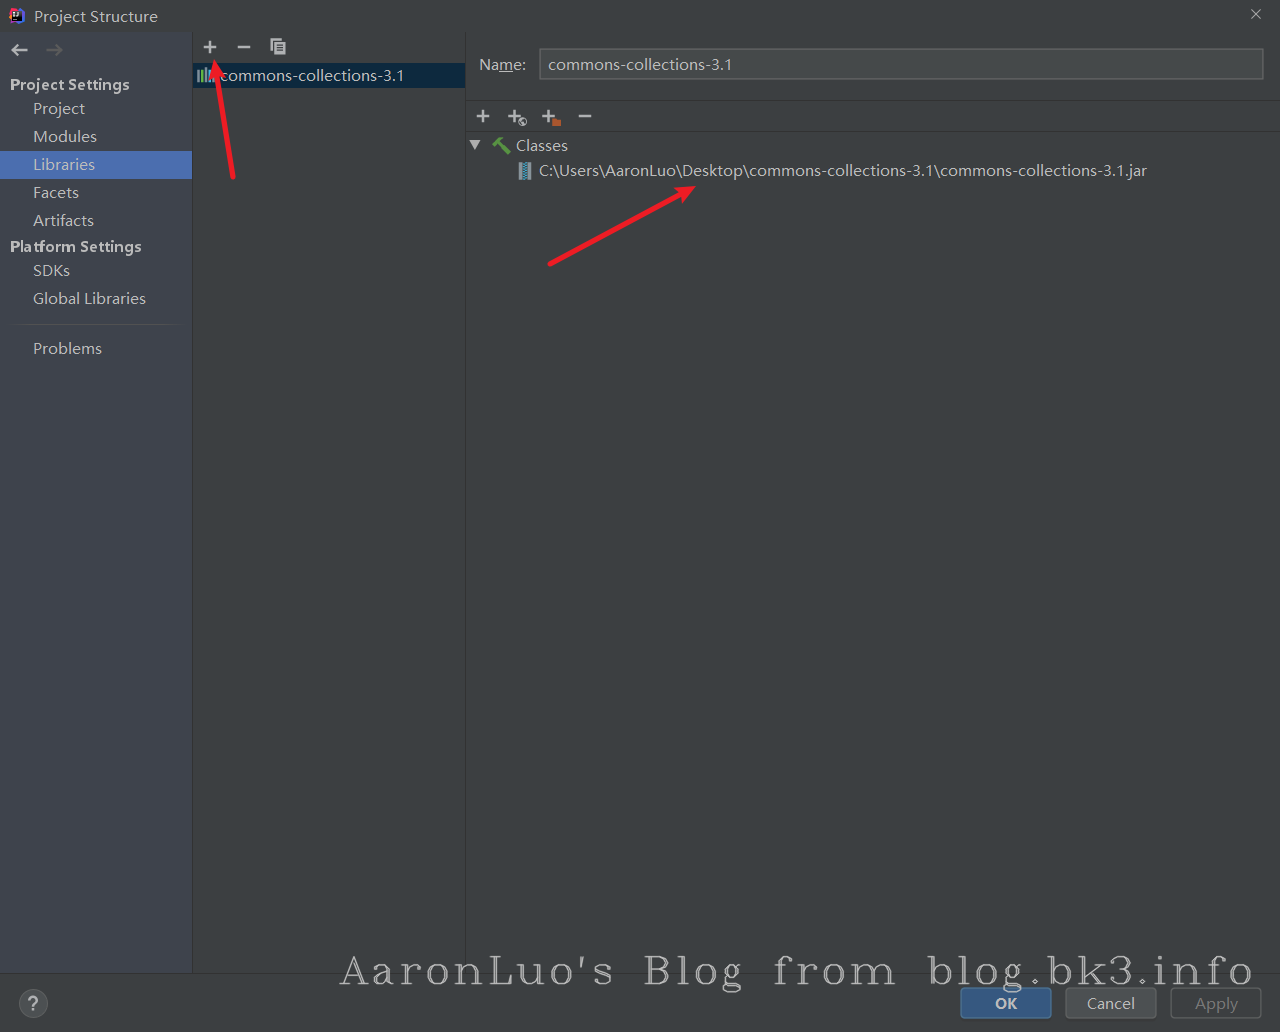 Project Structure
Project Settings
Project
Modules
Libraries
Facets
Artifacts
Platform Settings
SDKs
Global Libraries
Problems
commons-collections-3.1
Name: commons-collections-3.1
Classes
C:\Users\AaronLuo\Desktop\commons-collections-3.1\commons-collections-3.1.jar
AaronLuo's Blog from blog.bk3.info
? OK Cancel Apply